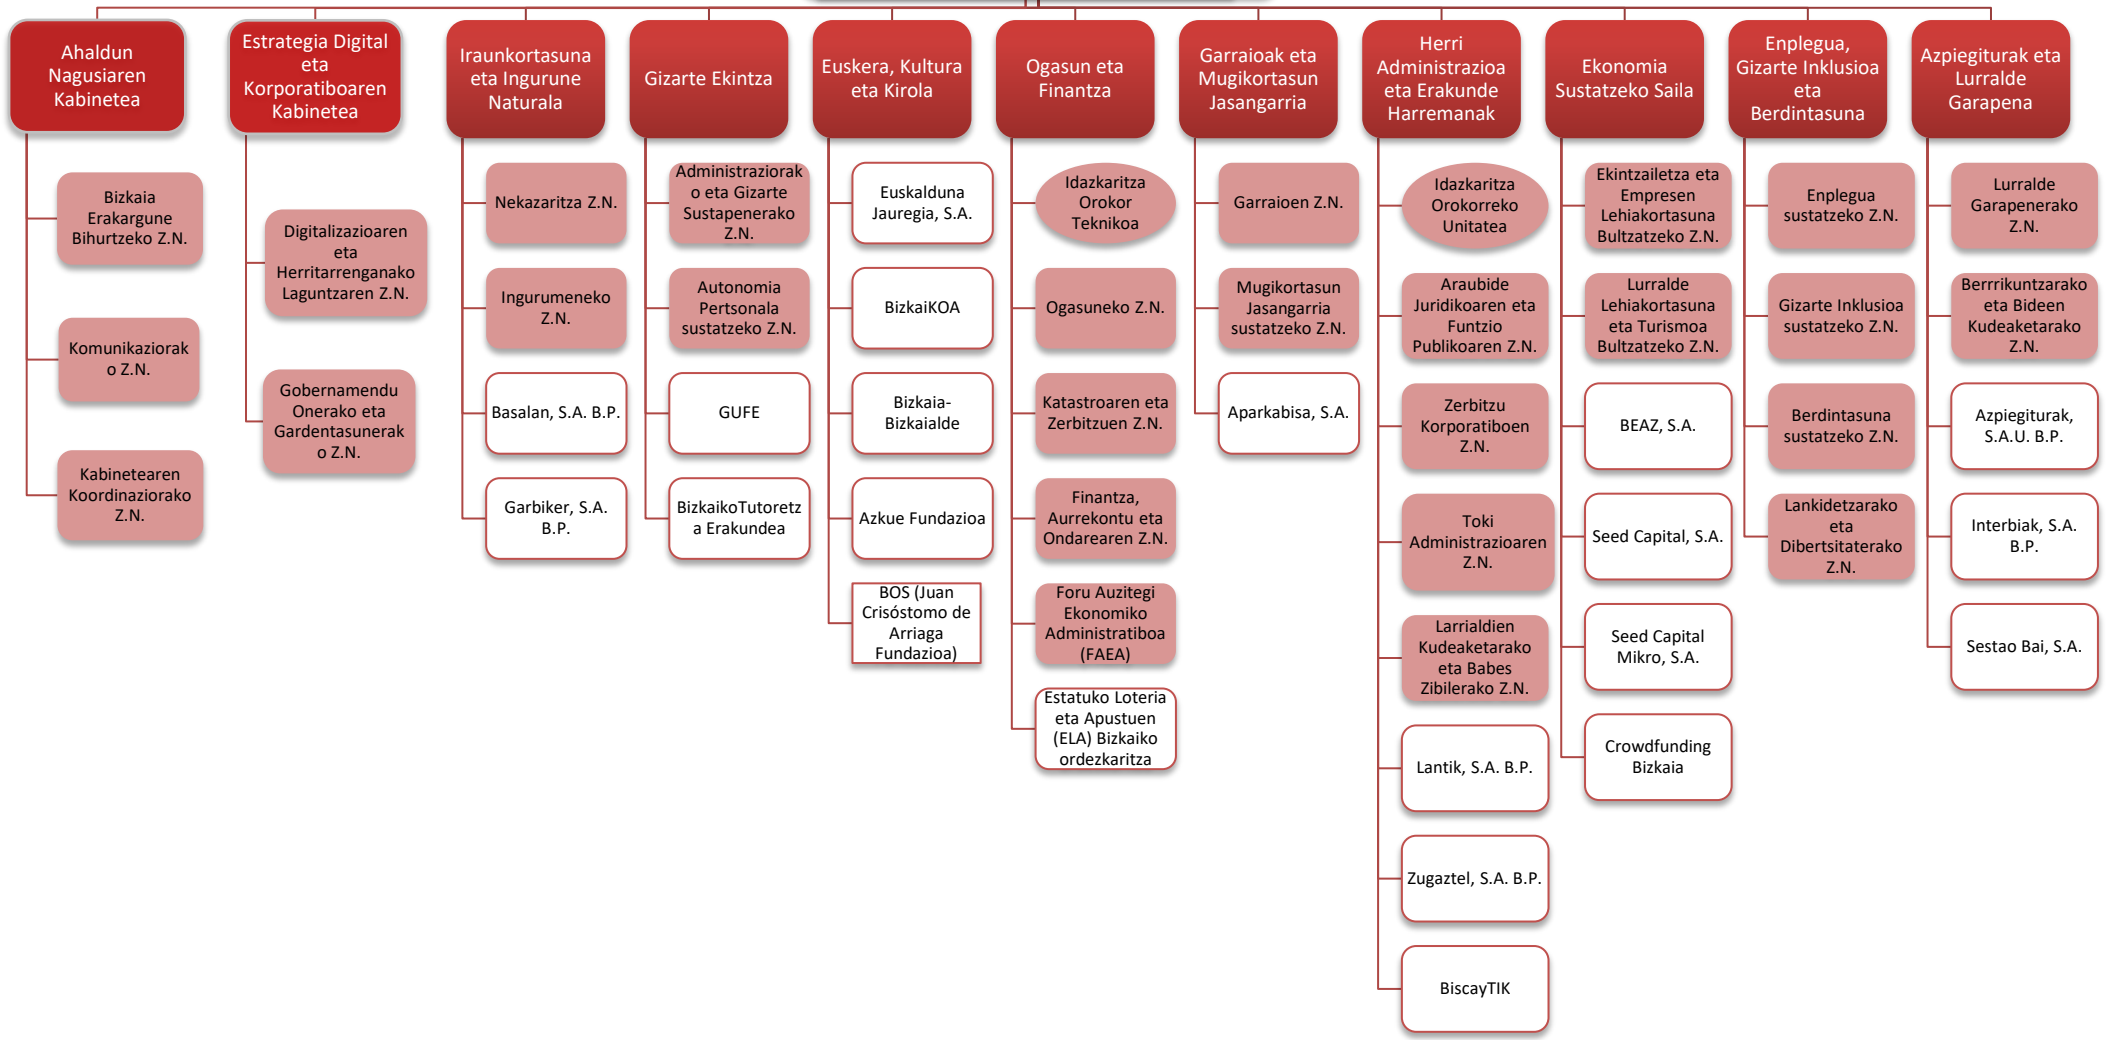 Ahaldun
Nagusiaren
Kabinetea
Bizkaia
Erakargune
Bihurtzeko Z.N.
Komunikaziorak
o Z.N.
Kabinetearen
Koordinaziorako
Z.N.
Estrategia Digital
eta
Korporatiboaren
Kabinetea
Digitalizazioaren
eta
Herritarrenganako
Laguntzaren Z.N.
Gobernamendu
Onerako eta
Gardentasunerak
o Z.N.
Iraunkortasuna
eta Ingurune
Naturala
Nekazaritza Z.N.
Ingurumeneko
Z.N.
Basalan, S.A. B.P.
Garbiker, S.A.
B.P.
Gizarte Ekintza
Administraziorak
o eta Gizarte
Sustapenerako
Z.N.
Autonomia
Pertsonala
sustatzeko Z.N.
GUFE
BizkaikoTutoretz
a Erakundea
Euskera, Kultura
eta Kirola
Euskalduna
Jauregia, S.A.
BizkaiKOA
Bizkaia-
Bizkaialde
Azkue Fundazioa
BOS (Juan
Crisóstomo de
Arriaga
Fundazioa)
Ogasun eta
Finantza
Idazkaritza
Orokor
Teknikoa
Ogasuneko Z.N.
Katastroaren eta
Zerbitzuen Z.N.
Finantza,
Aurrekontu eta
Ondarearen Z.N.
Foru Auzitegi
Ekonomiko
Administratiboa
(FAEA)
Estatuko Loteria
eta Apustuen
(ELA) Bizkaiko
ordezkaritza
Garraioak eta
Mugikortasun
Jasangarria
Garraioen Z.N.
Mugikortasun
Jasangarria
sustatzeko Z.N.
Aparkabisa, S.A.
Herri
Administrazioa
eta Erakunde
Harremanak
Idazkaritza
Orokorreko
Unitatea
Araubide
Juridikoaren eta
Funtzio
Publikoaren Z.N.
Zerbitzu
Korporatiboen
Z.N.
Toki
Administrazioaren
Z.N.
Larrialdien
Kudeaketarako
eta Babes
Zibilerako Z.N.
Lantik, S.A. B.P.
Zugaztel, S.A. B.P.
BiscayTIK
Ekonomia
Sustatzeko Saila
Ekintzailetza eta
Empresen
Lehiakortasuna
Bultzatzeko Z.N.
Lurralde
Lehiakortasuna
eta Turismoa
Bultzatzeko Z.N.
BEAZ, S.A.
Seed Capital, S.A.
Seed Capital
Mikro, S.A.
Crowdfunding
Bizkaia
Enplegua,
Gizarte Inklusioa
eta
Berdintasuna
Enplegua
sustatzeko Z.N.
Gizarte Inklusioa
sustatzeko Z.N.
Berdintasuna
sustatzeko Z.N.
Lankidetzarako
eta
Dibertsitaterako
Z.N.
Azpiegiturak eta
Lurralde
Garapena
Lurralde
Garapenerako
Z.N.
Berrrikuntzarako
eta Bideen
Kudeaketarako
Z.N.
Azpiegiturak,
S.A.U. B.P.
Interbiak, S.A.
B.P.
Sestao Bai, S.A.